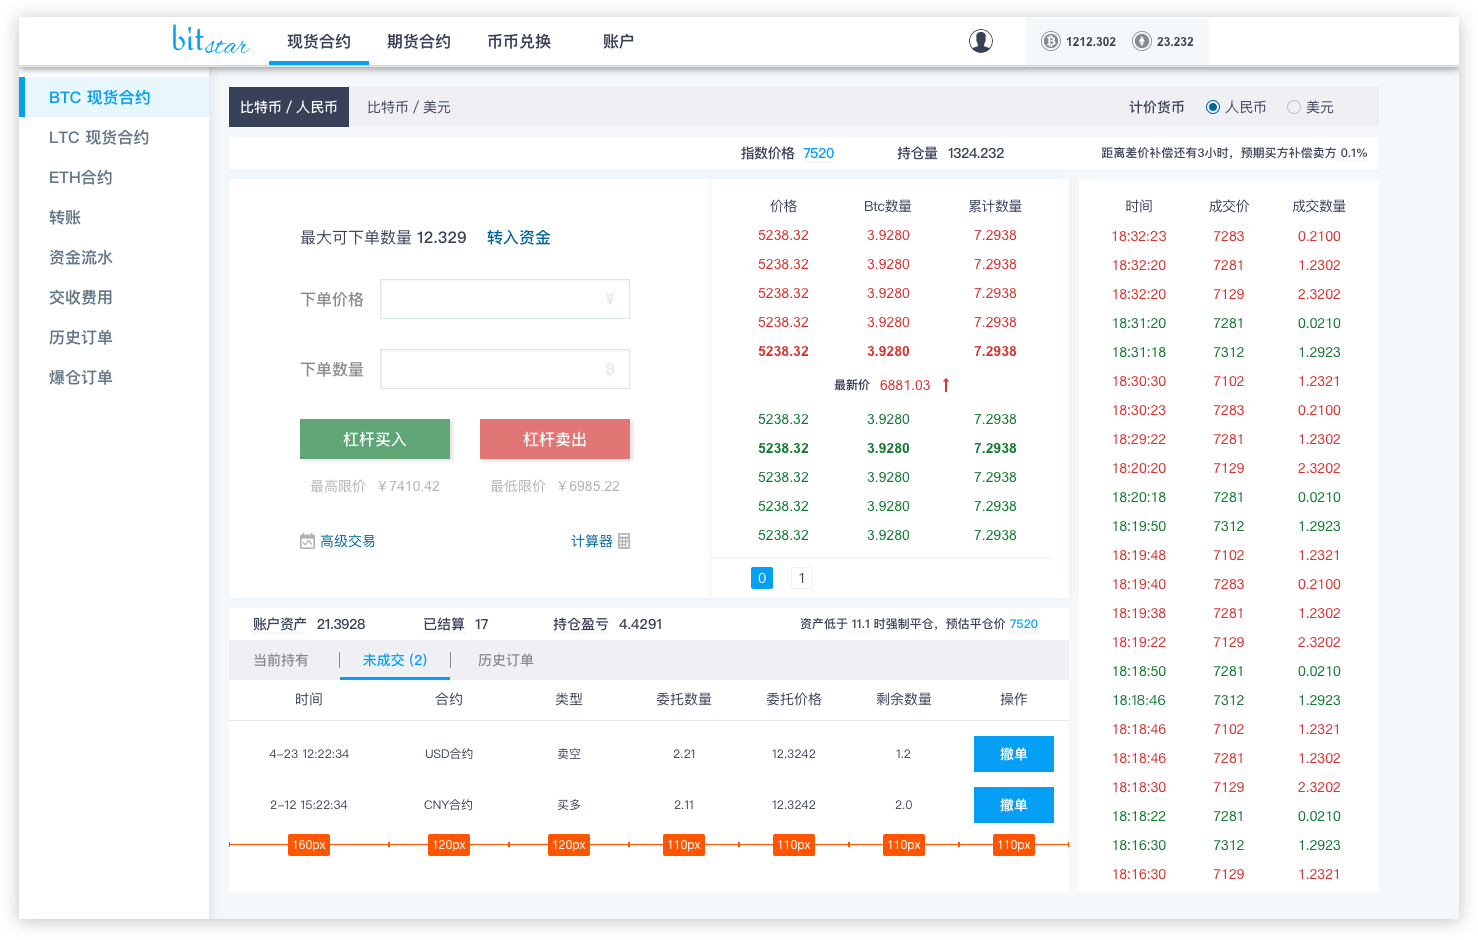 bitstar 现货合约 期货合约 币币兑换 账户 1212.302 23.232
BTC 现货合约
LTC 现货合约
ETH合约
转账
资金流水
交收费用
历史订单
爆仓订单
比特币 / 人民币 比特币 / 美元 计价货币 人民币 美元
指数价格 7520 持仓量 1324.232 距离差价补偿还有3小时，预期买方补偿卖方 0.1%
最大可下单数量 12.329 转入资金
下单价格 ¥
下单数量 B
杠杆买入 杠杆卖出
最高限价 ¥7410.42 最低限价 ¥6985.22
高级交易 计算器
价格 Btc数量 累计数量
5238.32 3.9280 7.2938
5238.32 3.9280 7.2938
5238.32 3.9280 7.2938
5238.32 3.9280 7.2938
5238.32 3.9280 7.2938
最新价 6881.03
5238.32 3.9280 7.2938
5238.32 3.9280 7.2938
5238.32 3.9280 7.2938
5238.32 3.9280 7.2938
5238.32 3.9280 7.2938
0 1
时间 成交价 成交数量
18:32:23 7283 0.2100
18:32:20 7281 1.2302
18:32:20 7129 2.3202
18:31:20 7281 0.0210
18:31:18 7312 1.2923
18:30:30 7102 1.2321
18:30:23 7283 0.2100
18:29:22 7281 1.2302
18:20:20 7129 2.3202
18:20:18 7281 0.0210
18:19:50 7312 1.2923
18:19:48 7102 1.2321
18:19:40 7283 0.2100
18:19:38 7281 1.2302
18:19:22 7129 2.3202
18:18:50 7281 0.0210
18:18:46 7312 1.2923
18:18:46 7102 1.2321
18:18:46 7281 1.2302
18:18:30 7129 2.3202
18:18:22 7281 0.0210
18:16:30 7312 1.2923
18:16:30 7129 1.2321
账户资产 21.3928 已结算 17 持仓盈亏 4.4291 资产低于 11.1 时强制平仓，预估平仓价 7520
当前持有 未成交 (2) 历史订单
时间 合约 类型 委托数量 委托价格 剩余数量 操作
4-23 12:22:34 USD合约 卖空 2.21 12.3242 1.2 撤单
2-12 15:22:34 CNY合约 买多 2.11 12.3242 2.0 撤单
160px 120px 120px 110px 110px 110px 110px